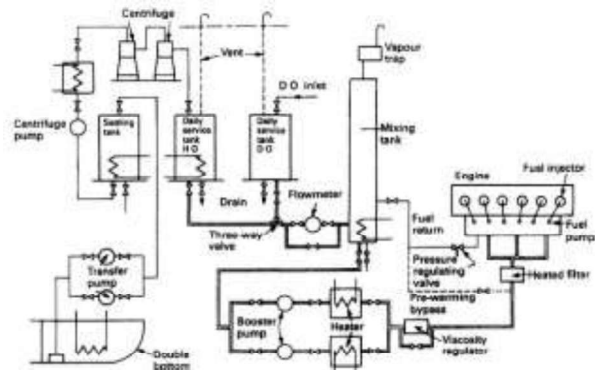 Centrifuge
Vapour
trap
Vent
D O inlet
Centrifuge
pump
Settling
tank
Daily
service
tank
H O
Daily
service
tank
D O
Mixing
tank
Fuel injector
Engine
Drain
Flowmeter
Three-way
valve
Fuel
return
Fuel
pump
Pressure
regulating
valve
Heated filter
Transfer
pump
Pre-warming
bypass
Booster
pump
Heater
Viscosity
regulator
Double
bottom